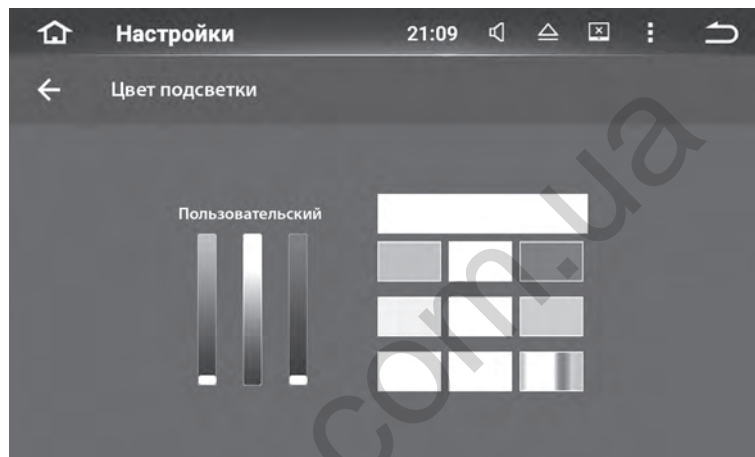 Настройки 21:09
Цвет подсветки
Пользовательский
com.ua